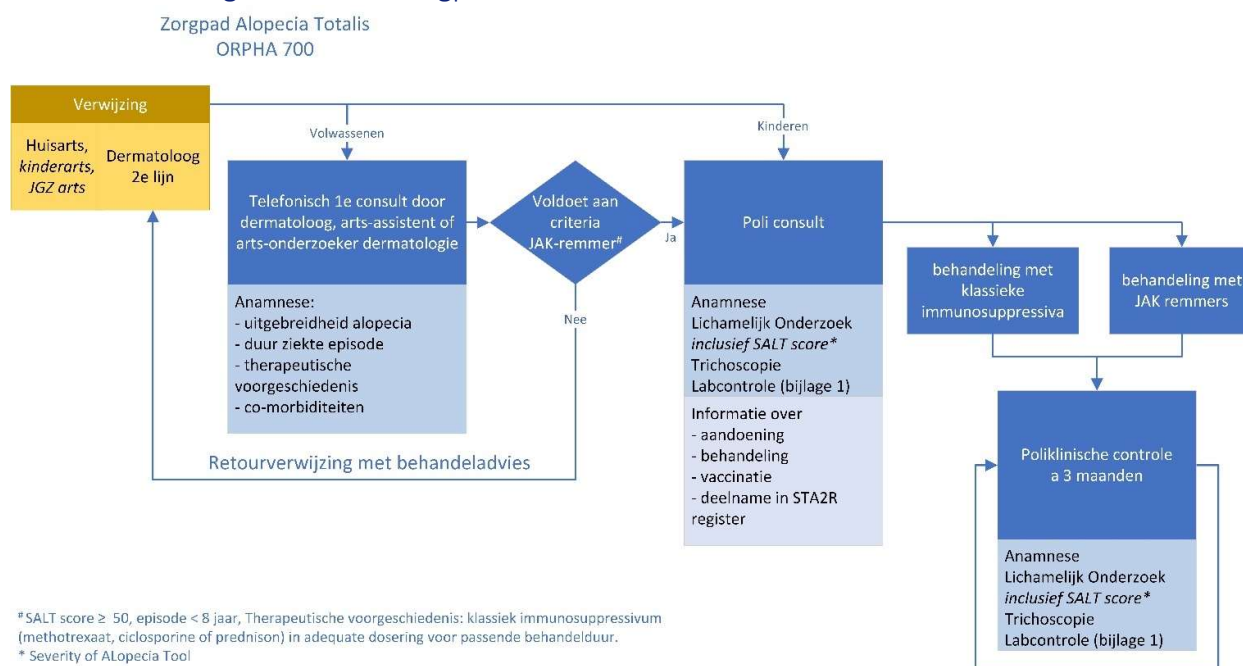 Zorgpad Alopecia Totalis
ORPHA 700
Verwijzing
Huisarts,
kinderarts,
JGZ arts
Dermatoloog
2e lijn
Volwassenen
Kinderen
Telefonisch 1e consult door
dermatoloog, arts-assistent of
arts-onderzoeker dermatologie
Anamnese:
- uitgebreidheid alopecia
- duur ziekte episode
- therapeutische
voorgeschiedenis
- co-morbiditeiten
Voldoet aan
criteria
JAK-remmer#
Ja
Nee
Retourverwijzing met behandeladvies
Poli consult
Anamnese
Lichamelijk Onderzoek
inclusief SALT score*
Trichoscopie
Labcontrole (bijlage 1)
Informatie over
- aandoening
- behandeling
- vaccinatie
- deelname in STA2R
register
behandeling met
klassieke
immunosuppressiva
behandeling met
JAK remmers
Poliklinische controle
a 3 maanden
Anamnese
Lichamelijk Onderzoek
inclusief SALT score*
Trichoscopie
Labcontrole (bijlage 1)
# SALT score ≥ 50, episode < 8 jaar, Therapeutische voorgeschiedenis: klassiek immunosuppressivum
(methotrexaat, ciclosporine of prednison) in adequate dosering voor passende behandelduur.
* Severity of ALopecia Tool